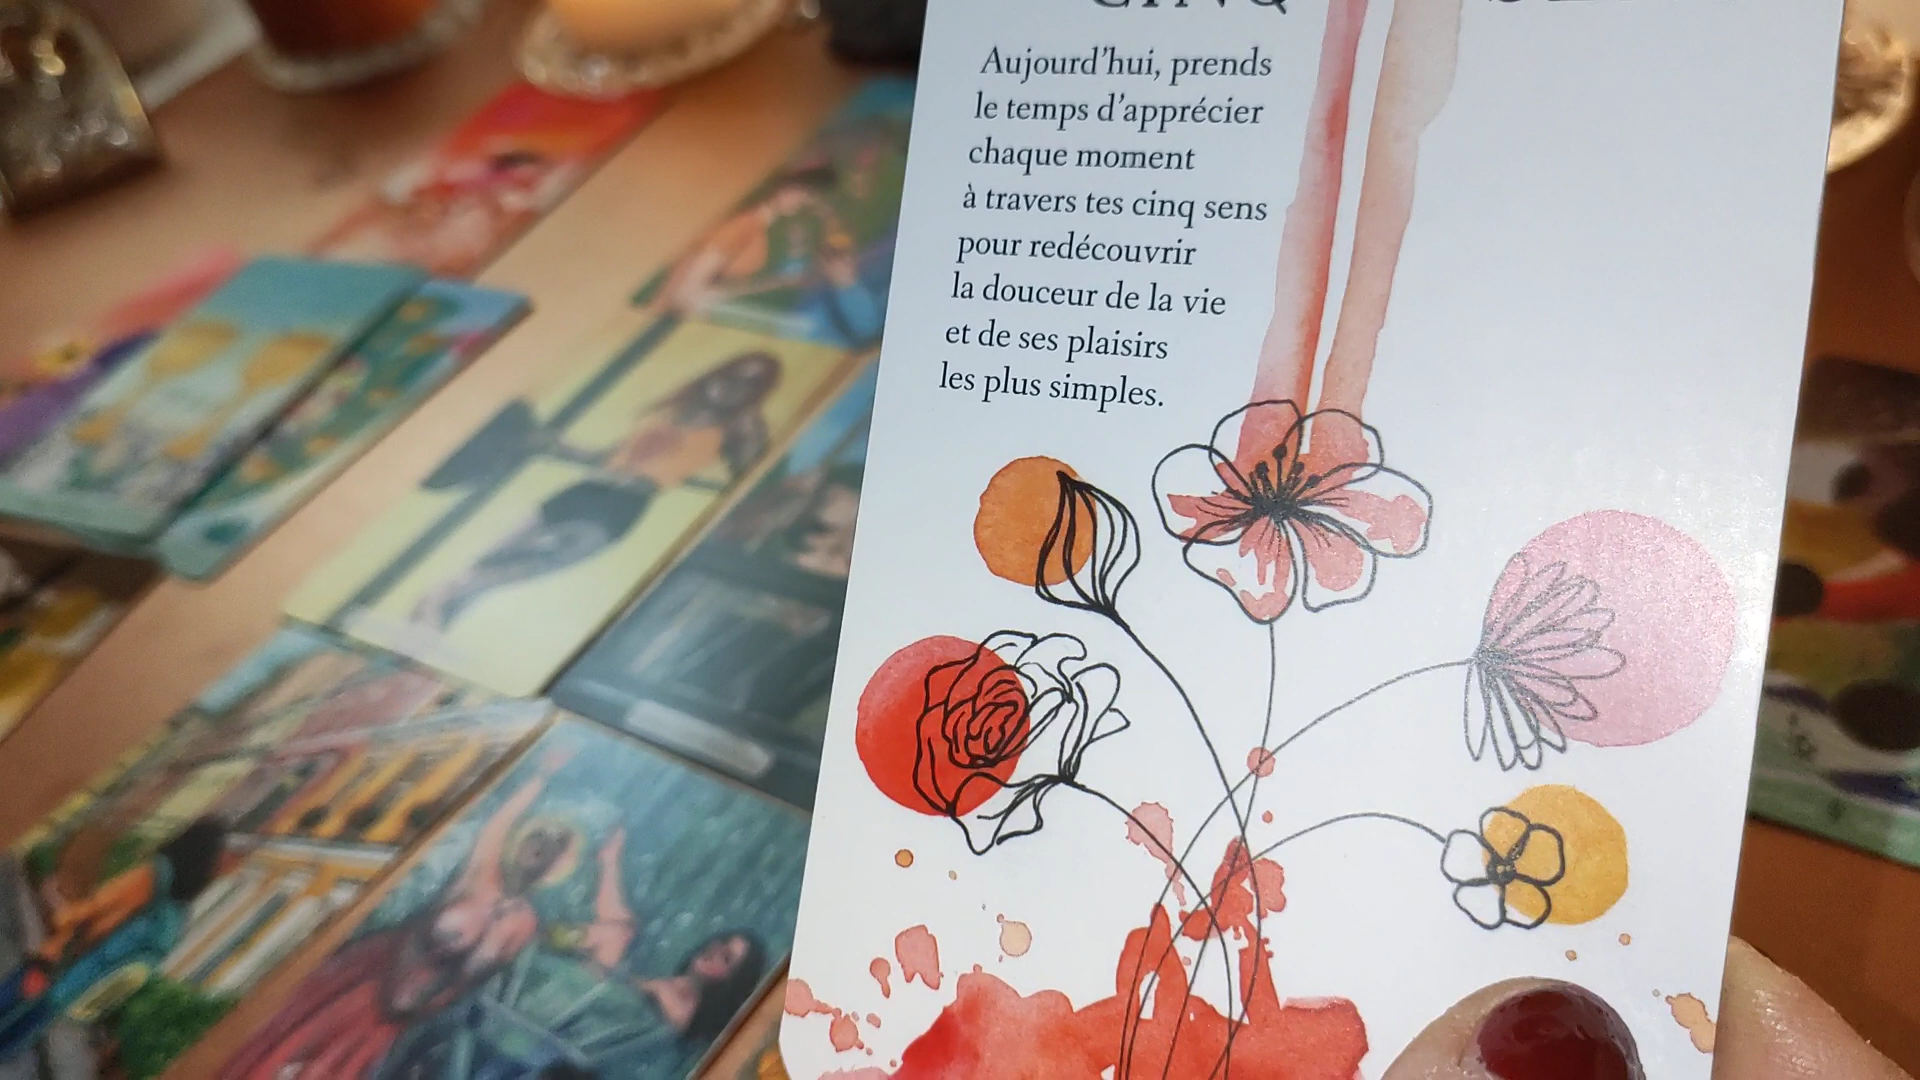 CINQ
Aujourd'hui, prends
le temps d'apprécier
chaque moment
à travers tes cinq sens
pour redécouvrir
la douceur de la vie
et de ses plaisirs
les plus simples.